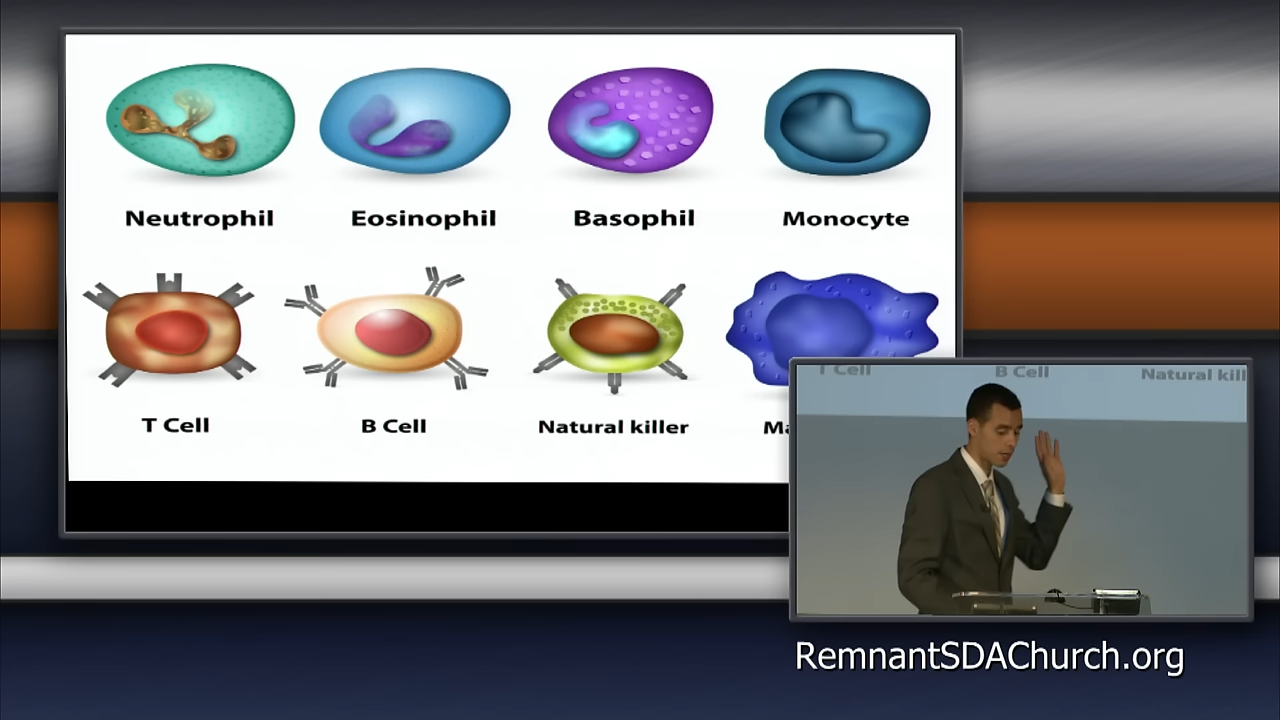 Neutrophil Eosinophil Basophil Monocyte
T Cell B Cell Natural killer Ma
T Cell B Cell Natural kill
RemnantSDAChurch.org